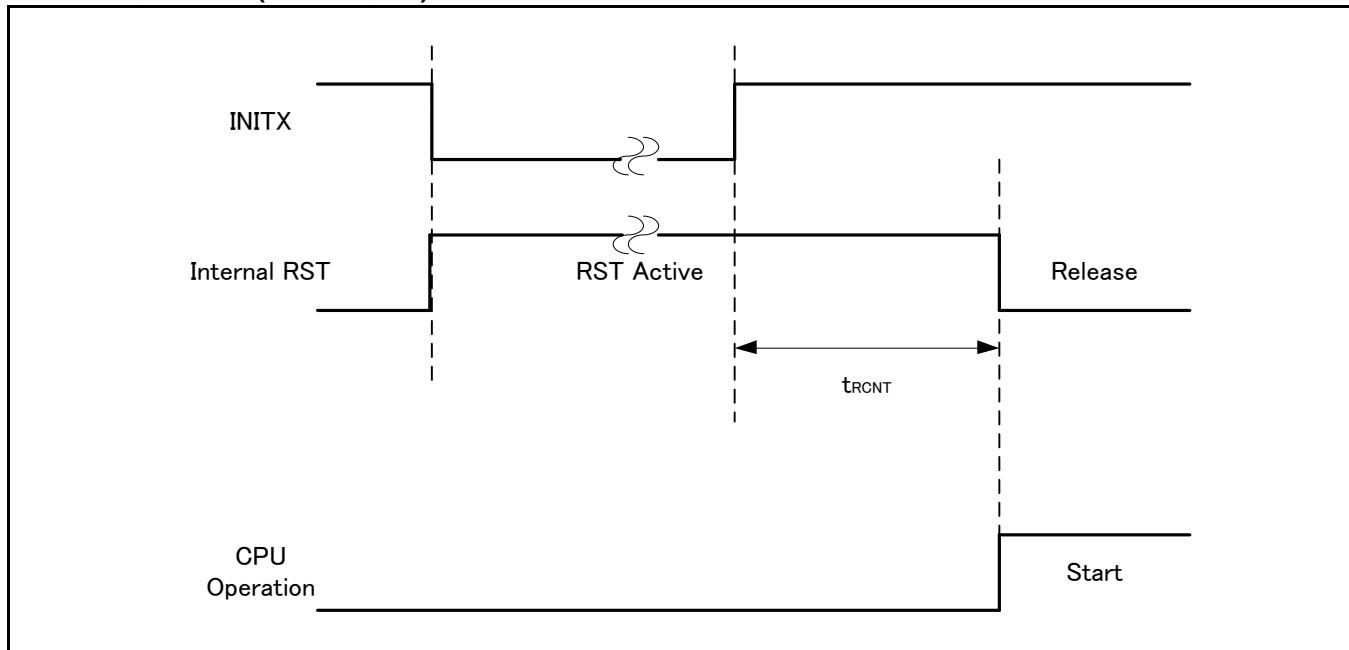 INITX
Internal RST
RST Active
Release
tRCNT
CPU
Operation
Start